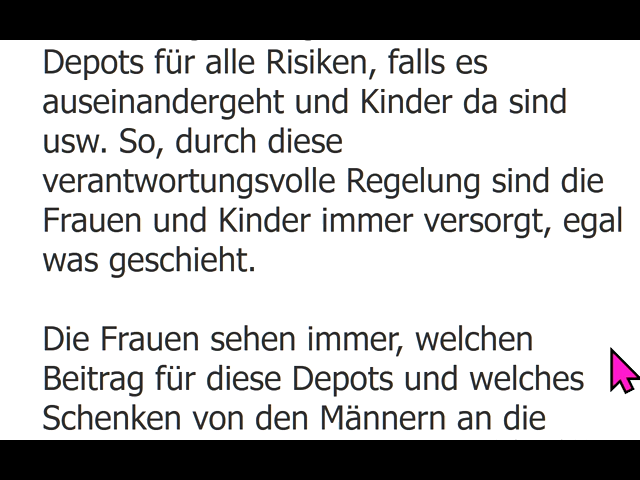 Depots für alle Risiken, falls es
auseinandergeht und Kinder da sind
usw. So, durch diese
verantwortungsvolle Regelung sind die
Frauen und Kinder immer versorgt, egal
was geschieht.
Die Frauen sehen immer, welchen
Beitrag für diese Depots und welches
Schenken von den Männern an die